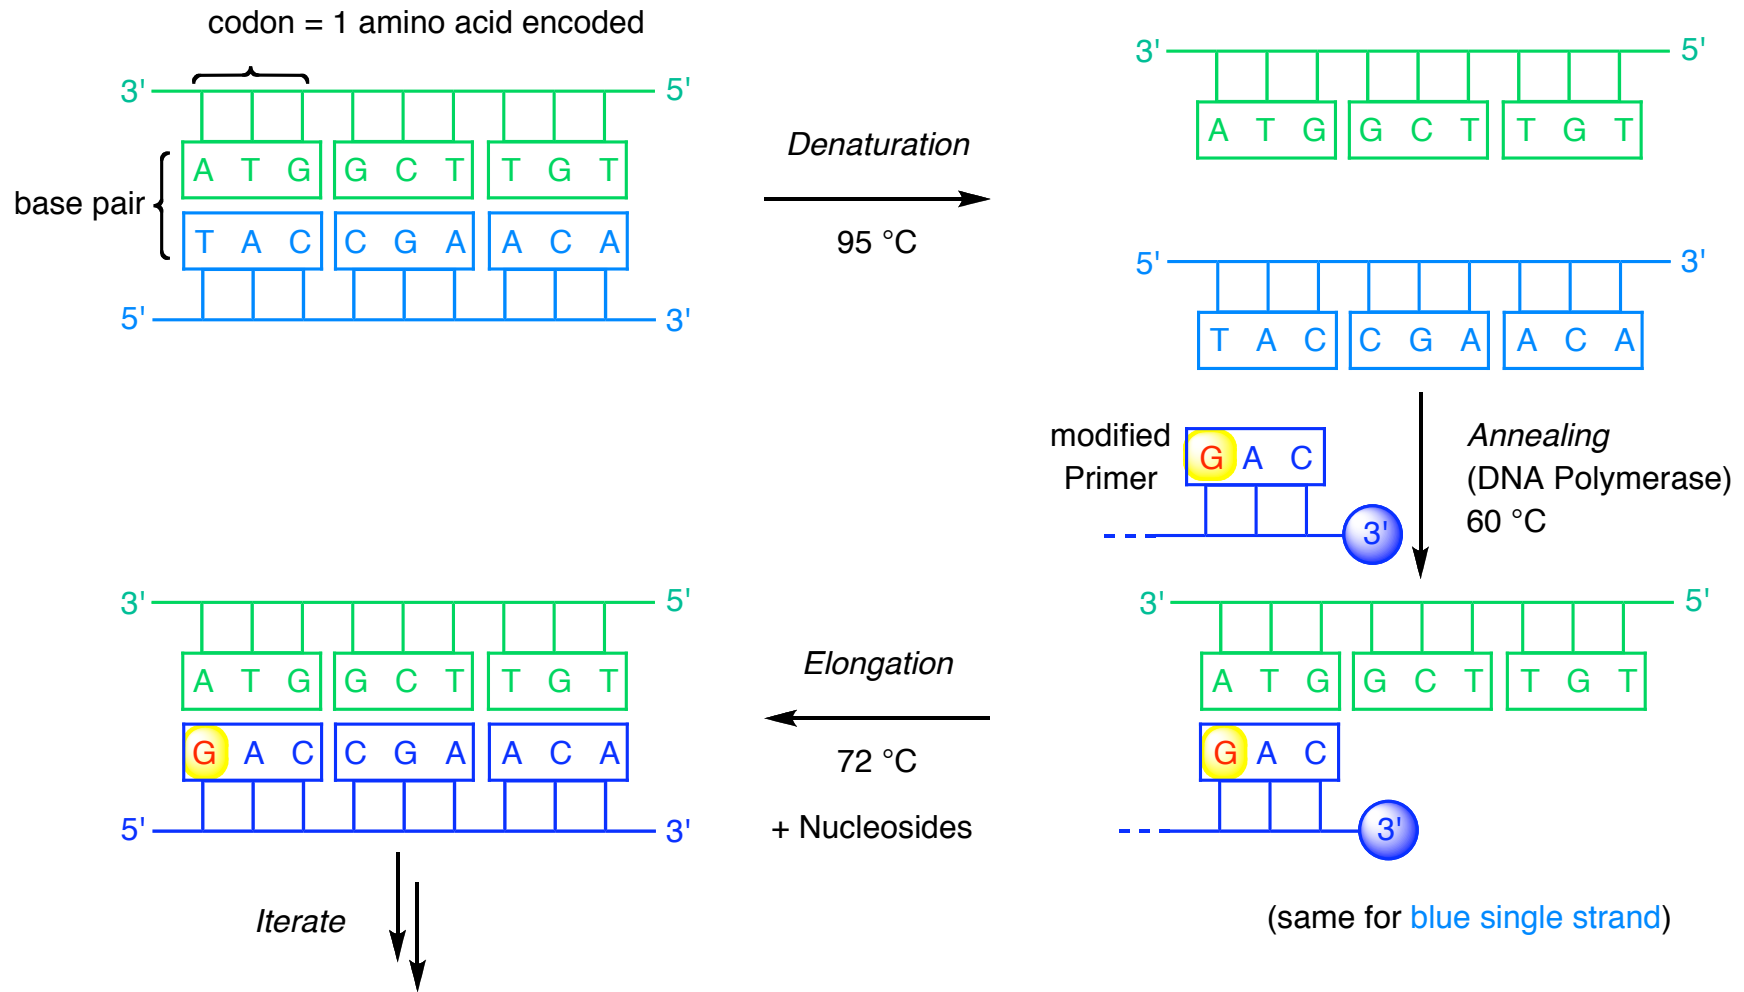 codon = 1 amino acid encoded
3' 5'
A T G G C T T G T
base pair
T A C C G A A C A
5' 3'
Denaturation
95 °C
3' 5'
A T G G C T T G T
5' 3'
T A C C G A A C A
modified
Primer
G A C
3'
Annealing
(DNA Polymerase)
60 °C
3' 5'
A T G G C T T G T
G A C
3'
(same for blue single strand)
Elongation
72 °C
+ Nucleosides
3' 5'
A T G G C T T G T
G A C C G A A C A
5' 3'
Iterate